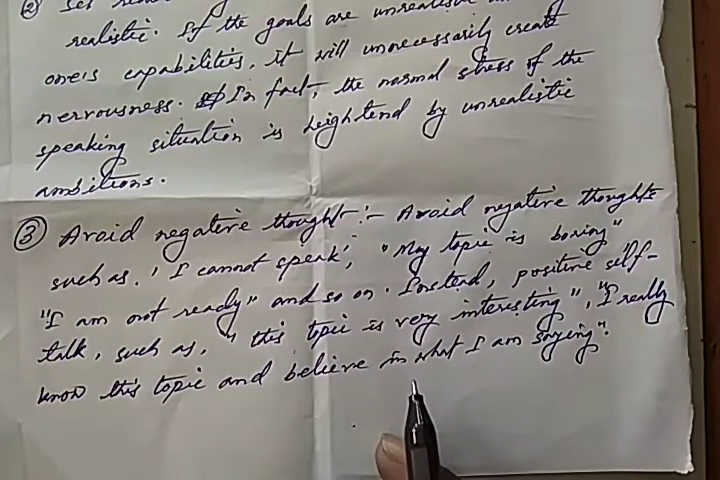 ② Set
realistic. If the goals are unrealistic
one's capabilities, it will unnecessarily create
nervousness. In fact, the normal stress of the
speaking situation is heightend by unrealistic
ambitions.
③ Avoid negative thought :- Avoid negative thoughts
such as, "I cannot speak", "My topic is boring"
"I am not ready" and so on. Instead, positive self-
talk, such as, "this topic is very interesting", "I really
know this topic and believe in what I am saying".